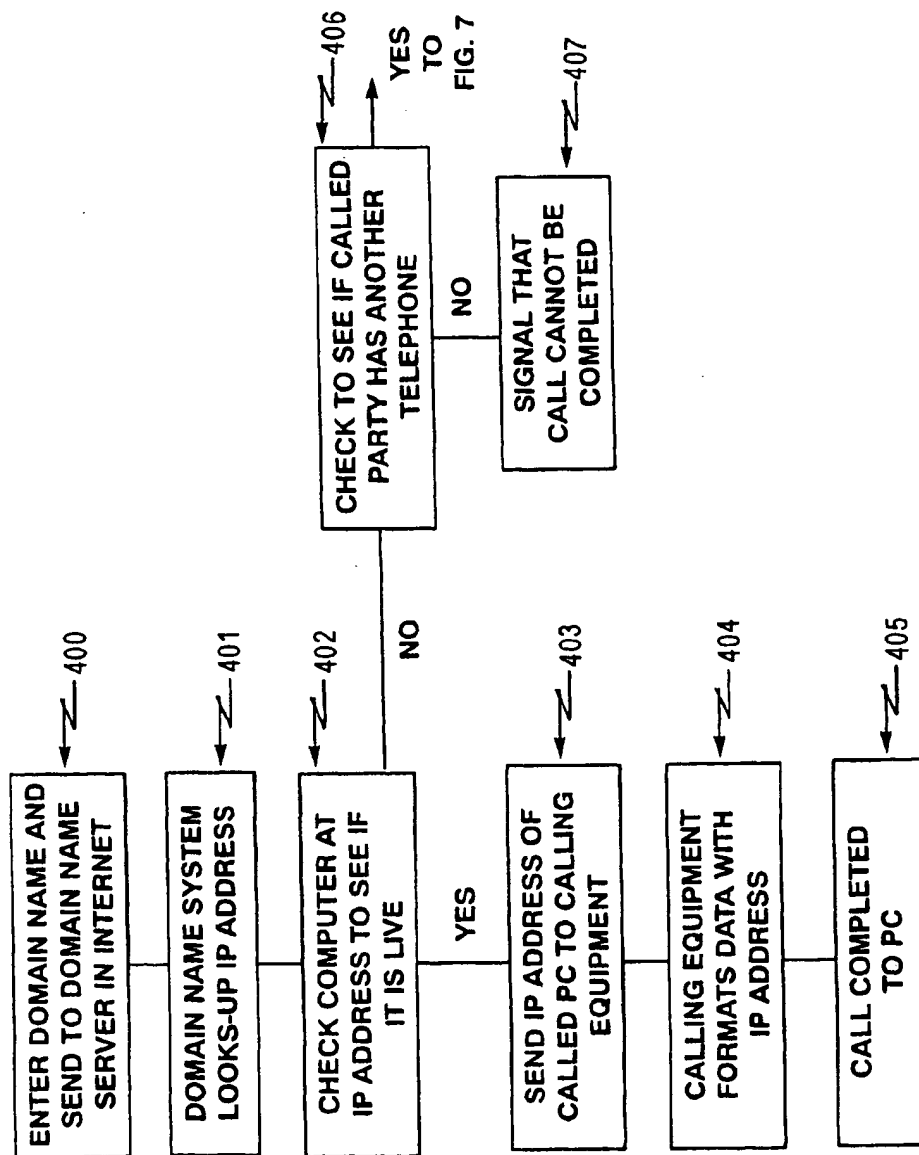 ENTER DOMAIN NAME AND
SEND TO DOMAIN NAME
SERVER IN INTERNET
400
DOMAIN NAME SYSTEM
LOOKS-UP IP ADDRESS
401
CHECK COMPUTER AT
IP ADDRESS TO SEE IF
IT IS LIVE
402
NO
YES
SEND IP ADDRESS OF
CALLED PC TO CALLING
EQUIPMENT
403
CALLING EQUIPMENT
FORMATS DATA WITH
IP ADDRESS
404
CALL COMPLETED
TO PC
405
CHECK TO SEE IF CALLED
PARTY HAS ANOTHER
TELEPHONE
406
YES
TO
FIG. 7
NO
SIGNAL THAT
CALL CANNOT BE
COMPLETED
407